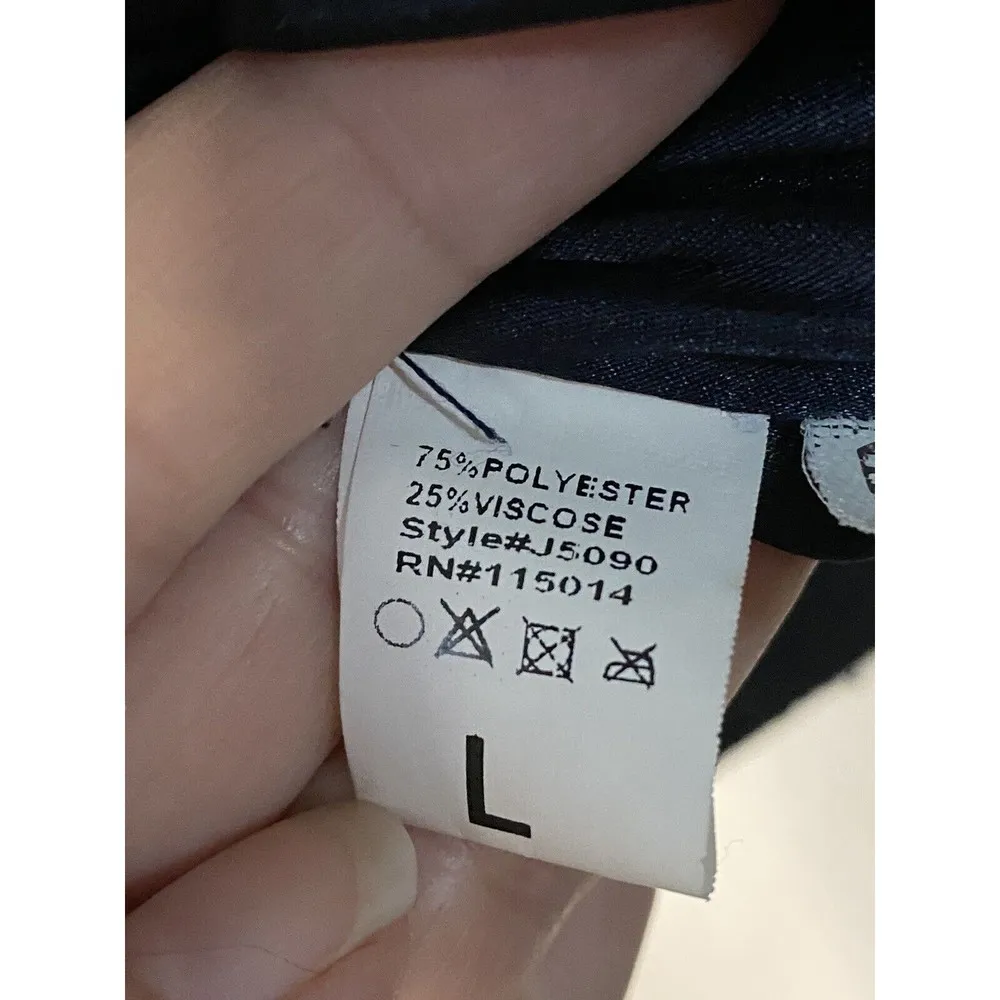 75%POLYESTER
25%VISCOSE
Style#J5090
RN#115014
L